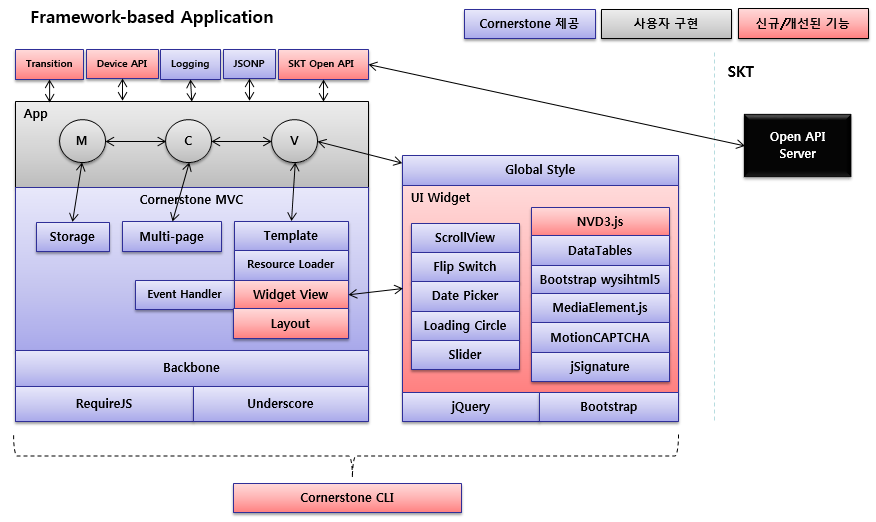 Framework-based Application
Cornerstone 제공
사용자 구현
신규/개선된 기능
Transition
Device API
Logging
JSONP
SKT Open API
SKT
App
M
C
V
Open API
Server
Cornerstone MVC
Storage
Multi-page
Template
Resource Loader
Event Handler
Widget View
Layout
Backbone
RequireJS
Underscore
Global Style
UI Widget
ScrollView
Flip Switch
Date Picker
Loading Circle
Slider
NVD3.js
DataTables
Bootstrap wysihtml5
MediaElement.js
MotionCAPTCHA
jSignature
jQuery
Bootstrap
Cornerstone CLI